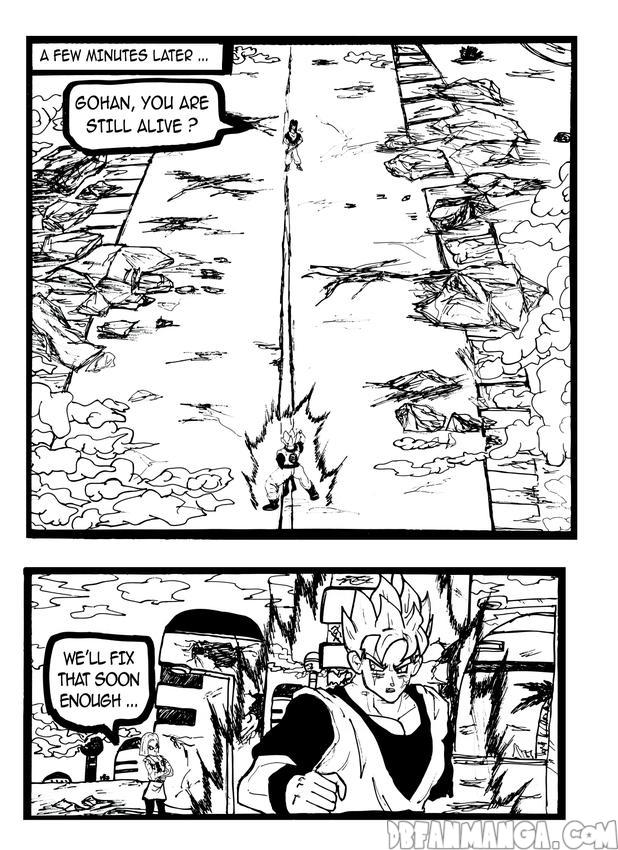 A FEW MINUTES LATER ...
GOHAN, YOU ARE
STILL ALIVE ?
WE'LL FIX
THAT SOON
ENOUGH ...
DBFANMANGA.COM